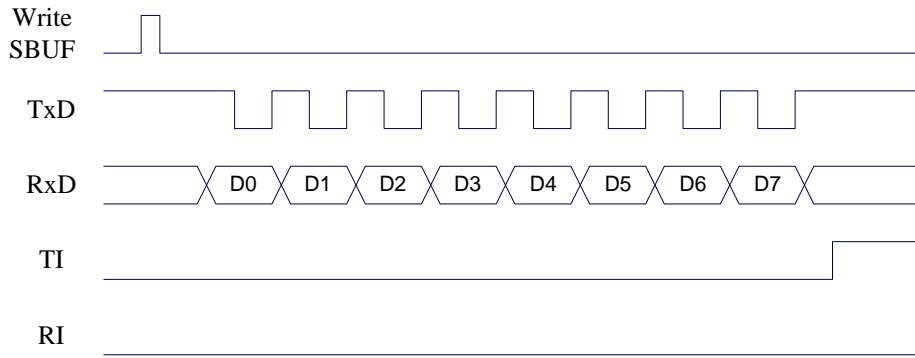 Write
SBUF
TxD
RxD
D0 D1 D2 D3 D4 D5 D6 D7
TI
RI